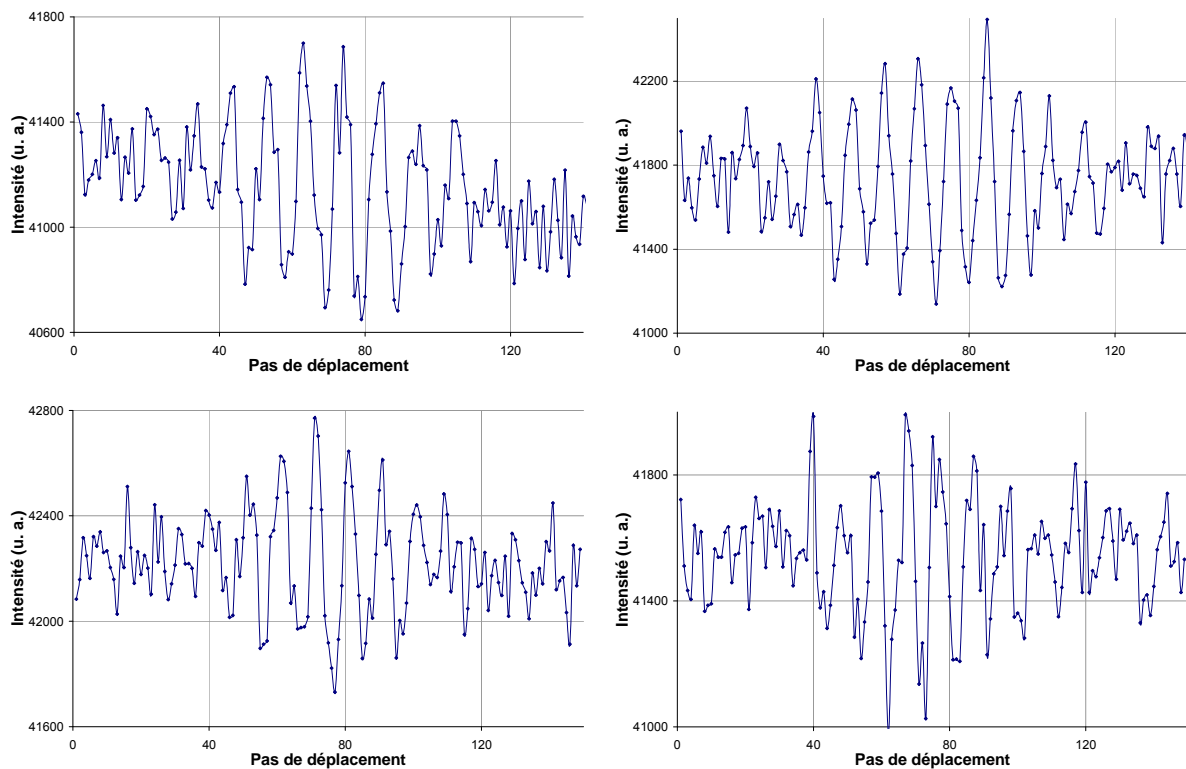 41800
41400
41000
40600
Intensité (u. a.)
0 40 80 120
Pas de déplacement
42200
41800
41400
41000
Intensité (u. a.)
0 40 80 120
Pas de déplacement
42800
42400
42000
41600
Intensité (u. a.)
0 40 80 120
Pas de déplacement
41800
41400
41000
Intensité (u. a.)
0 40 80 120
Pas de déplacement